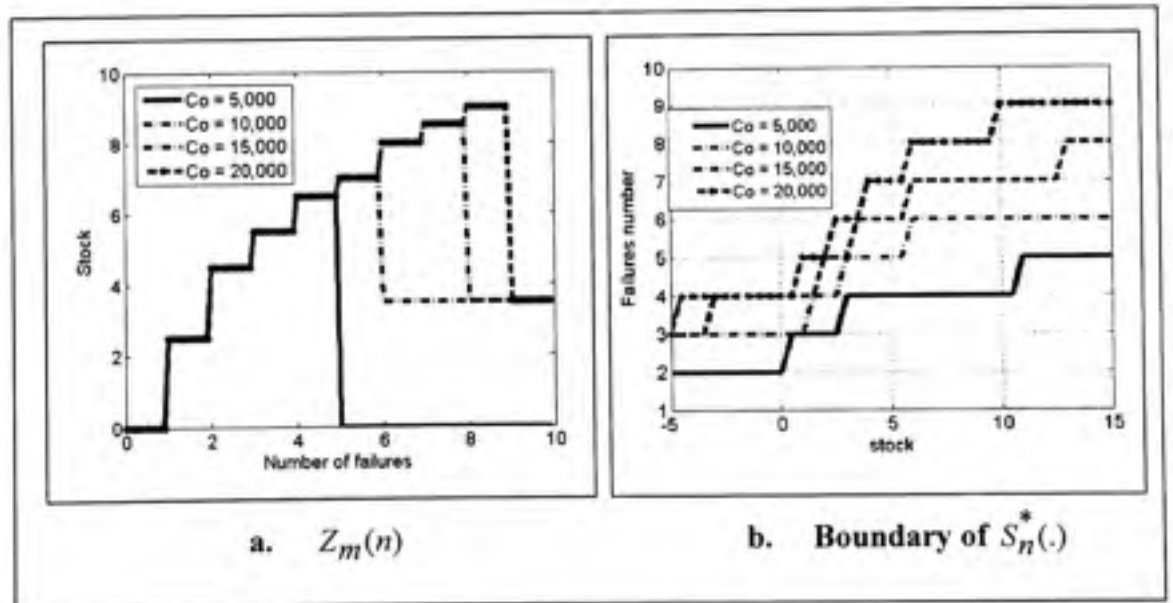 10
8
6
4
2
0
Stock
Co = 5,000
Co = 10,000
Co = 15,000
Co = 20,000
0 2 4 6 8 10
Number of failures
a. Z_m(n)
10
9
8
7
6
5
4
3
2
1
Failures number
Co = 5,000
Co = 10,000
Co = 15,000
Co = 20,000
-5 0 5 10 15
stock
b. Boundary of S_n^*(.)